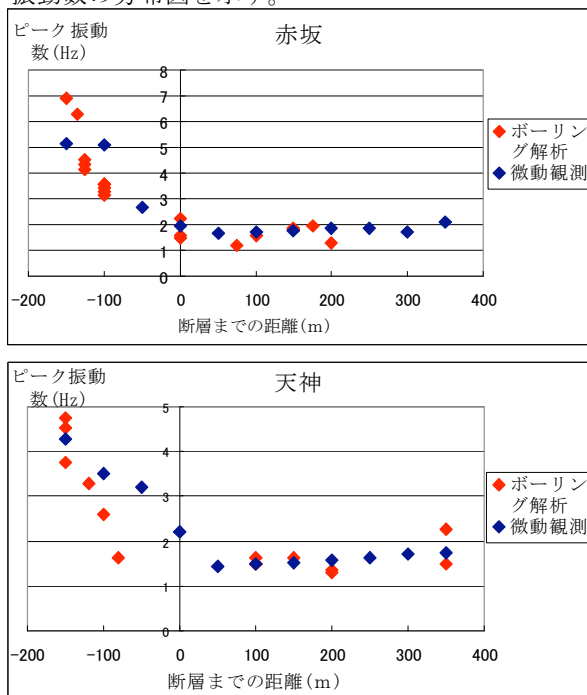 振動数の分布図を示す。
ピーク振動
数(Hz)
赤坂
8
7
6
5
4
3
2
1
0
-200 -100 0 100 200 300 400
断層までの距離(m)
ボーリン
グ解析
微動観測
ピーク振動
数(Hz)
天神
5
4
3
2
1
0
-200 -100 0 100 200 300 400
断層までの距離(m)
ボーリン
グ解析
微動観測